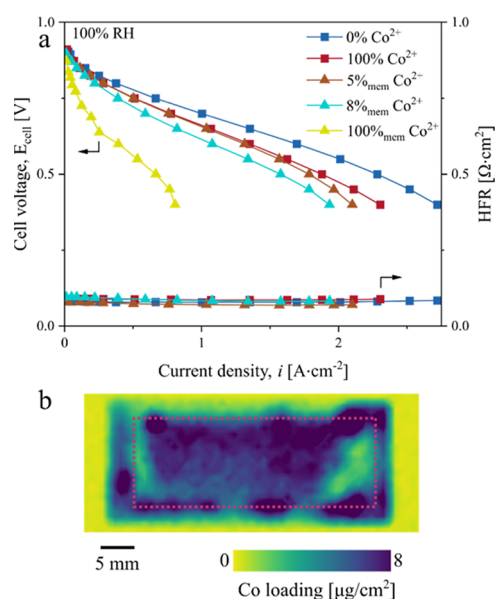 a
100% RH
0% Co²⁺
100% Co²⁺
5%mem Co²⁺
8%mem Co²⁺
100%mem Co²⁺
Cell voltage, Ecell [V]
1.0
0.5
0.0
HFR [Ω·cm²]
1.0
0.5
0.0
0
1
2
Current density, i [A·cm⁻²]
b
5 mm
0
8
Co loading [μg/cm²]